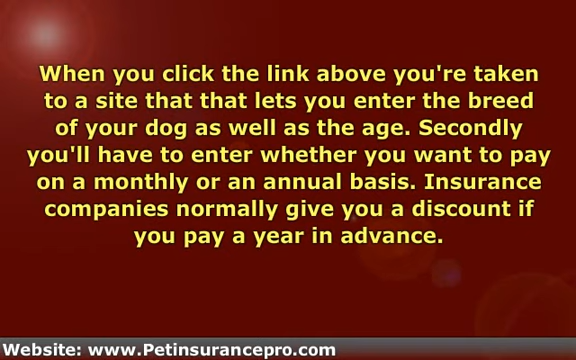 When you click the link above you're taken
to a site that that lets you enter the breed
of your dog as well as the age. Secondly
you'll have to enter whether you want to pay
on a monthly or an annual basis. Insurance
companies normally give you a discount if
you pay a year in advance.
Website: www.Petinsurancepro.com